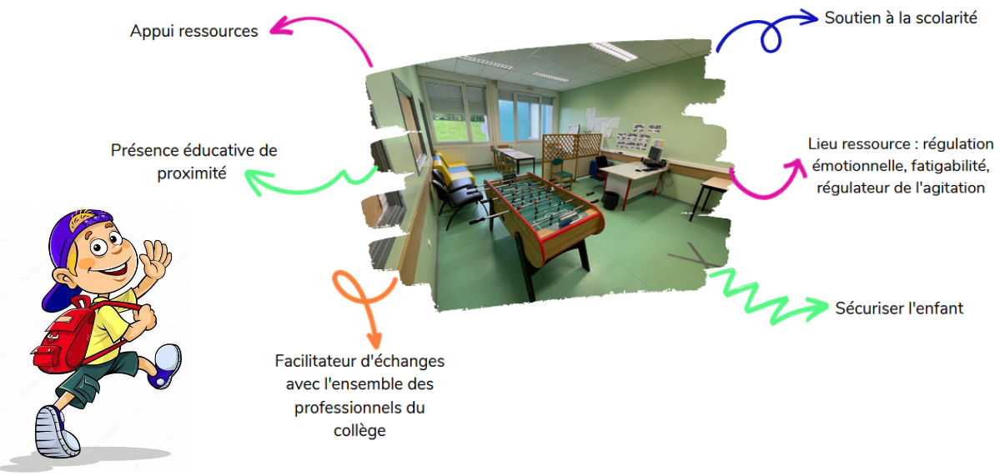 Appui ressources
Soutien à la scolarité
Présence éducative de
proximité
Lieu ressource : régulation
émotionnelle, fatigabilité,
régulateur de l'agitation
Sécuriser l'enfant
Facilitateur d'échanges
avec l'ensemble des
professionnels du
collège